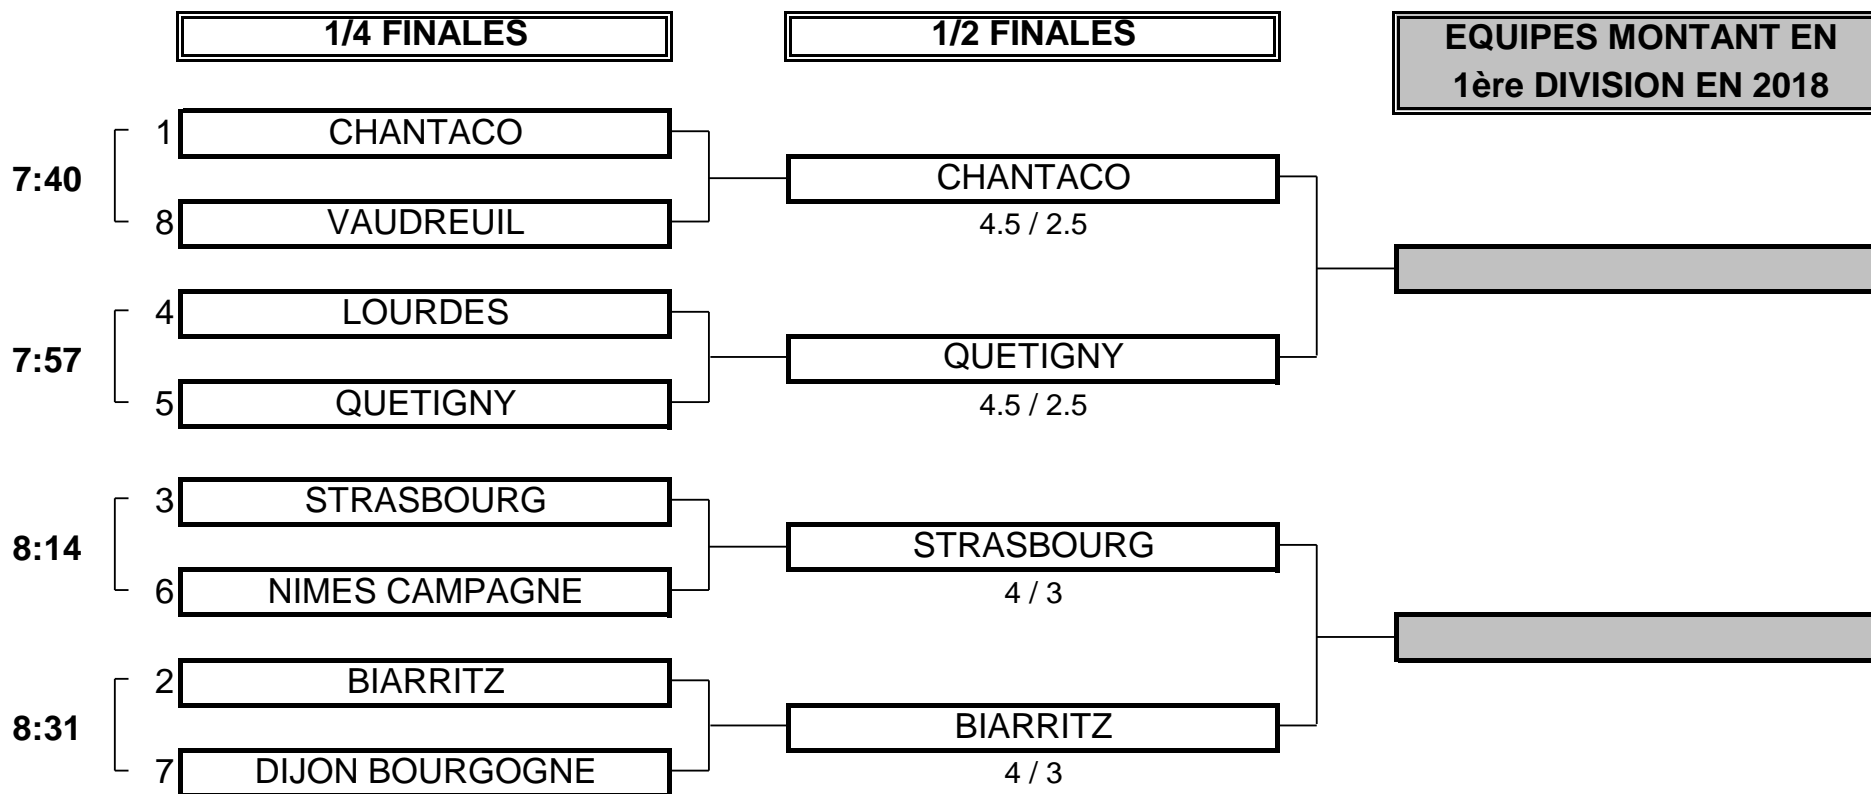 1/4 FINALES
1/2 FINALES
EQUIPES MONTANT EN
1ère DIVISION EN 2018
7:40
1 CHANTACO
8 VAUDREUIL
CHANTACO
4.5 / 2.5
7:57
4 LOURDES
5 QUETIGNY
QUETIGNY
4.5 / 2.5
8:14
3 STRASBOURG
6 NIMES CAMPAGNE
STRASBOURG
4 / 3
8:31
2 BIARRITZ
7 DIJON BOURGOGNE
BIARRITZ
4 / 3